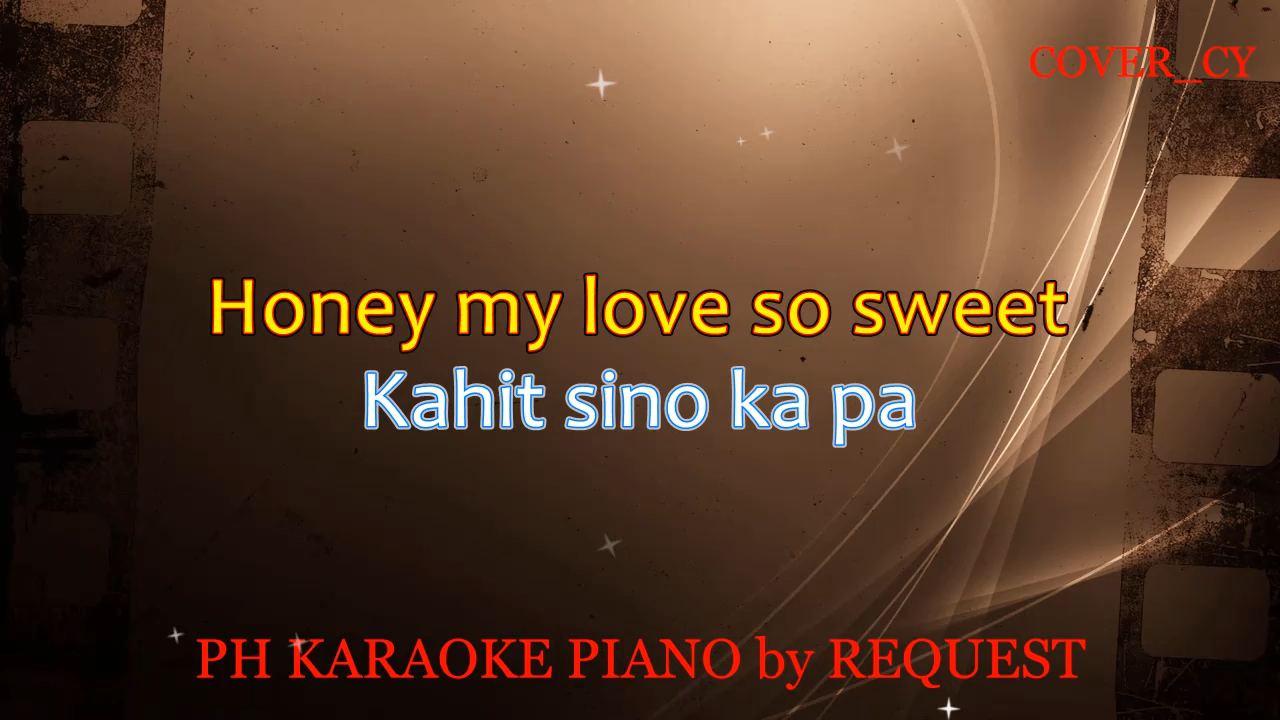 COVER_CY
Honey my love so sweet
Kahit sino ka pa
PH KARAOKE PIANO by REQUEST